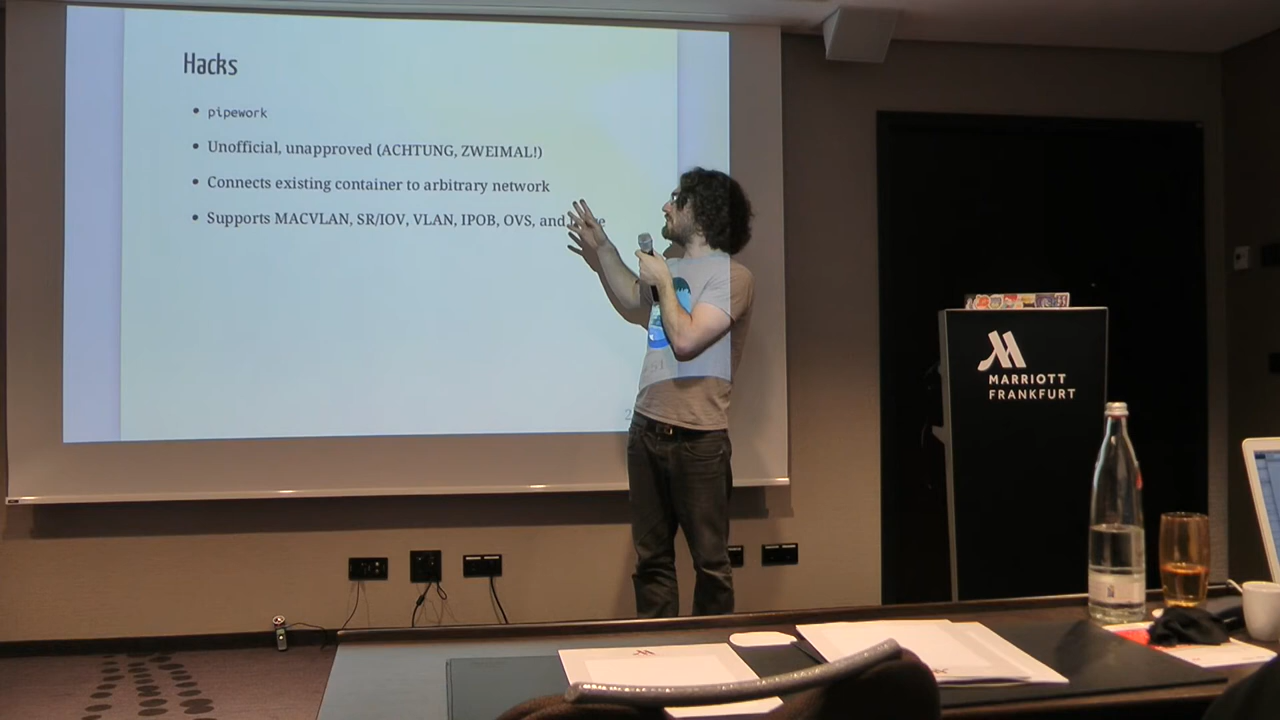 Hacks
• pipework
• Unofficial, unapproved (ACHTUNG, ZWEIMAL!)
• Connects existing container to arbitrary network
• Supports MACVLAN, SR/IOV, VLAN, IPOB, OVS, and
MARRIOTT
FRANKFURT